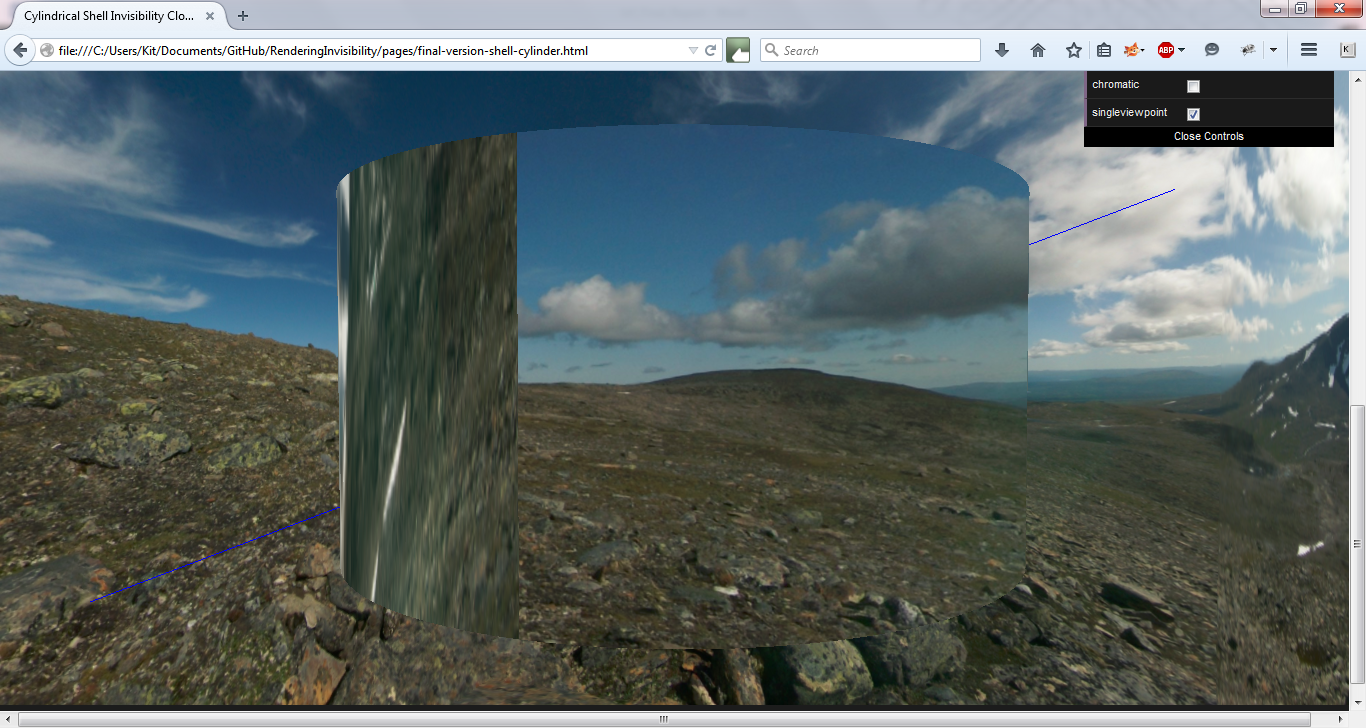 Cylindrical Shell Invisibility Clo...
file:///C:/Users/Kit/Documents/GitHub/RenderingInvisibility/pages/final-version-shell-cylinder.html
Search
ABP
K
chromatic
singleviewpoint
Close Controls